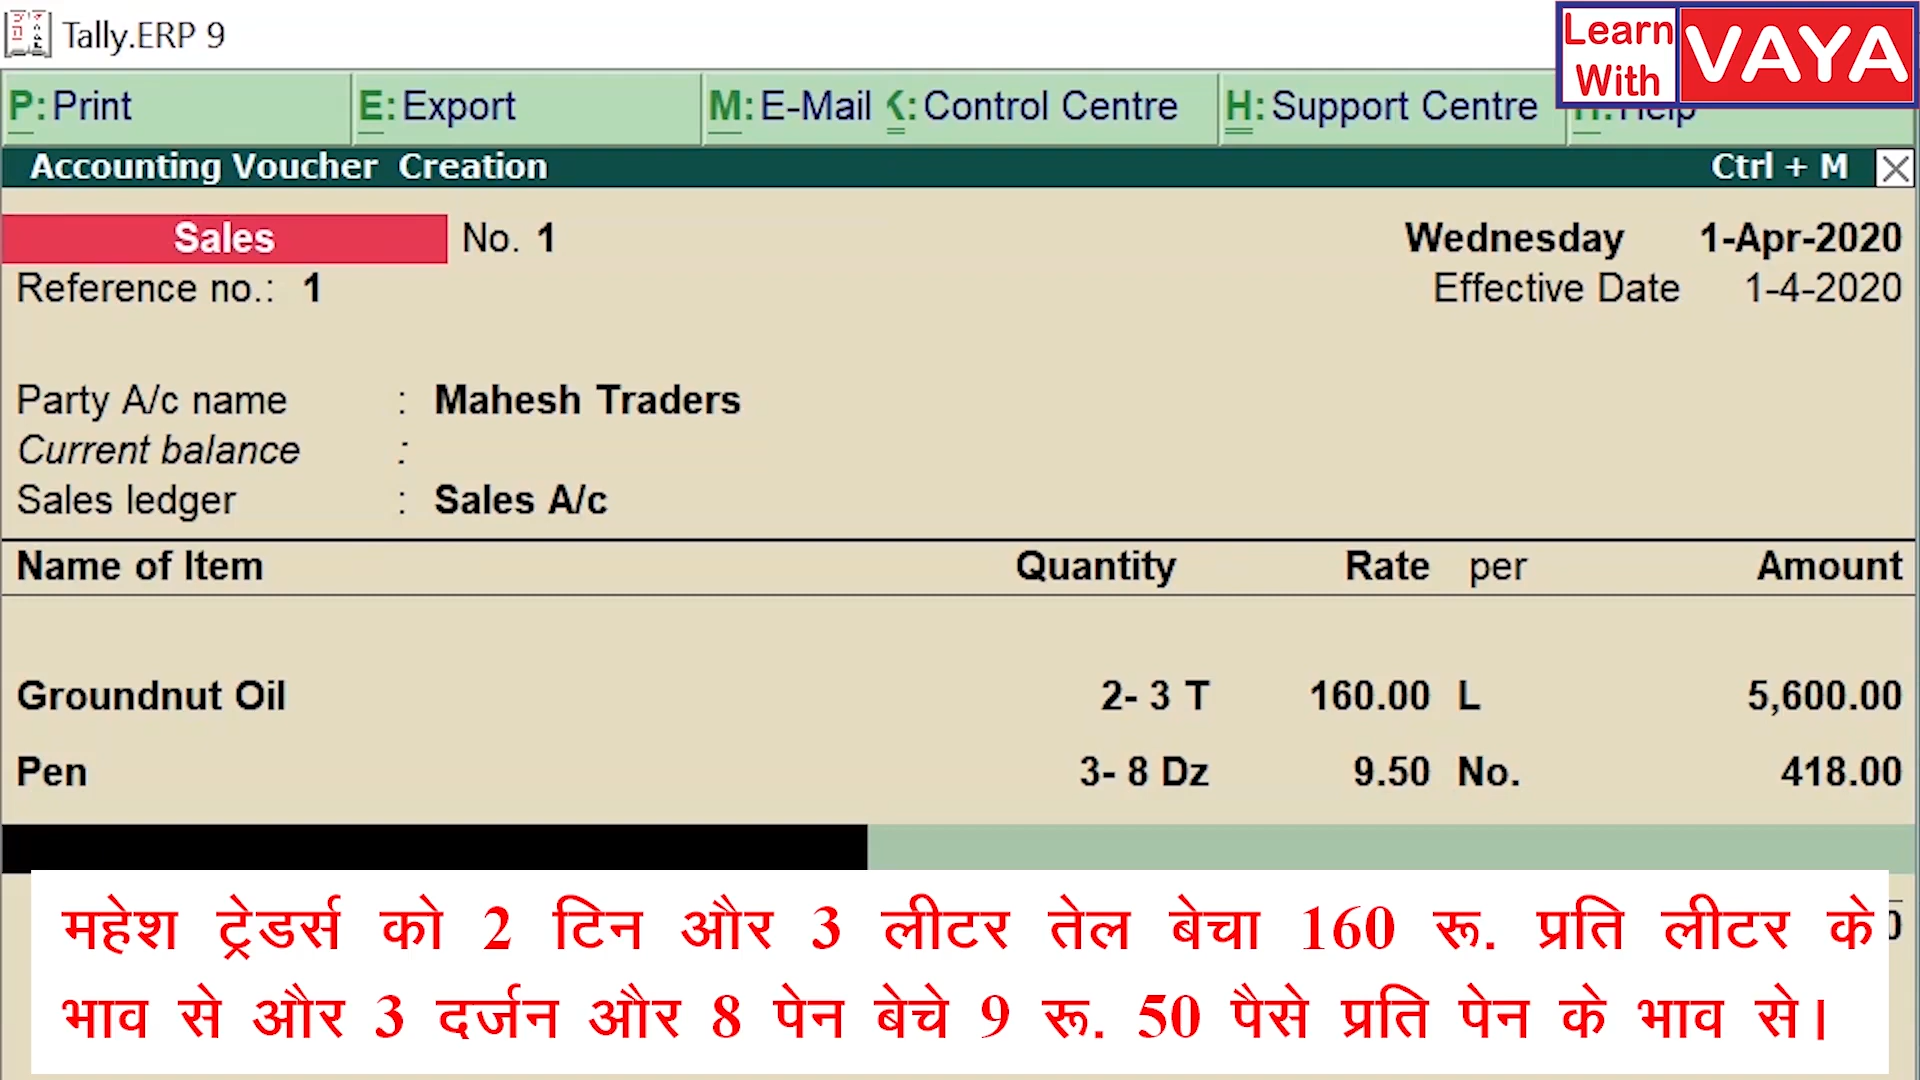 Tally.ERP 9
Learn With VAYA
P: Print E: Export M: E-Mail K: Control Centre H: Support Centre H: Help
Accounting Voucher Creation Ctrl + M
Sales No. 1 Wednesday 1-Apr-2020
Reference no.: 1 Effective Date 1-4-2020
Party A/c name : Mahesh Traders
Current balance :
Sales ledger : Sales A/c
Name of Item Quantity Rate per Amount
Groundnut Oil 2- 3 T 160.00 L 5,600.00
Pen 3- 8 Dz 9.50 No. 418.00
महेश ट्रेडर्स को 2 टिन और 3 लीटर तेल बेचा 160 रू. प्रति लीटर के
भाव से और 3 दर्जन और 8 पेन बेचे 9 रू. 50 पैसे प्रति पेन के भाव से।